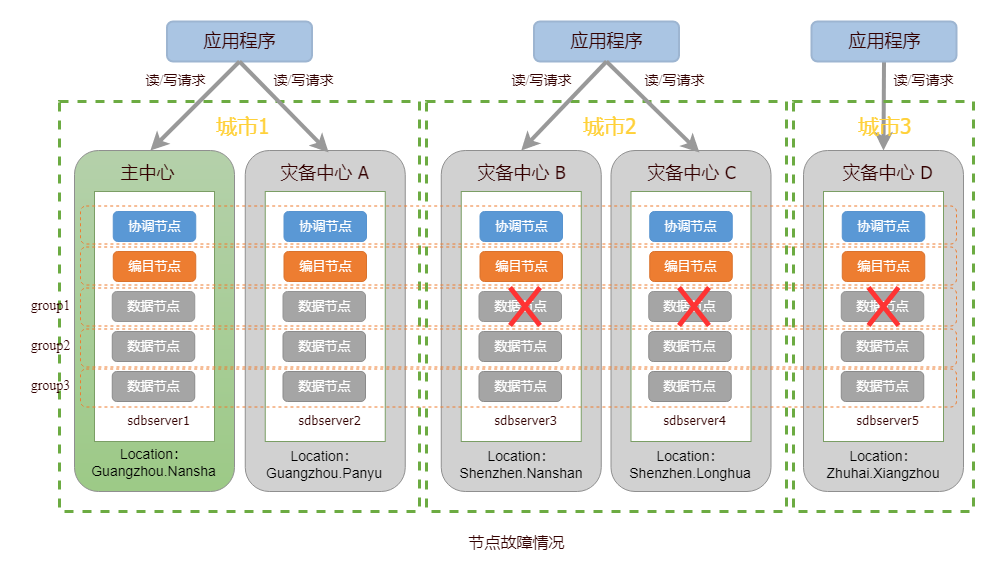 应用程序
应用程序
应用程序
读/写请求
读/写请求
读/写请求
读/写请求
读/写请求
城市1
城市2
城市3
主中心
灾备中心 A
灾备中心 B
灾备中心 C
灾备中心 D
协调节点
协调节点
协调节点
协调节点
协调节点
编目节点
编目节点
编目节点
编目节点
编目节点
group1
数据节点
数据节点
数据节点
数据节点
数据节点
group2
数据节点
数据节点
数据节点
数据节点
数据节点
group3
数据节点
数据节点
数据节点
数据节点
数据节点
sdbserver1
sdbserver2
sdbserver3
sdbserver4
sdbserver5
Location:
Guangzhou.Nansha
Location:
Guangzhou.Panyu
Location:
Shenzhen.Nanshan
Location:
Shenzhen.Longhua
Location:
Zhuhai.Xiangzhou
节点故障情况